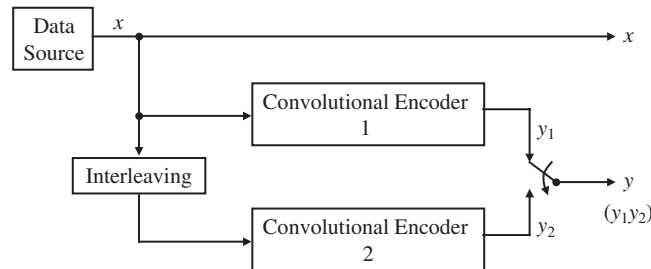 Data
Source
x
x
Convolutional Encoder
1
y1
Interleaving
y
(y1y2)
y2
Convolutional Encoder
2